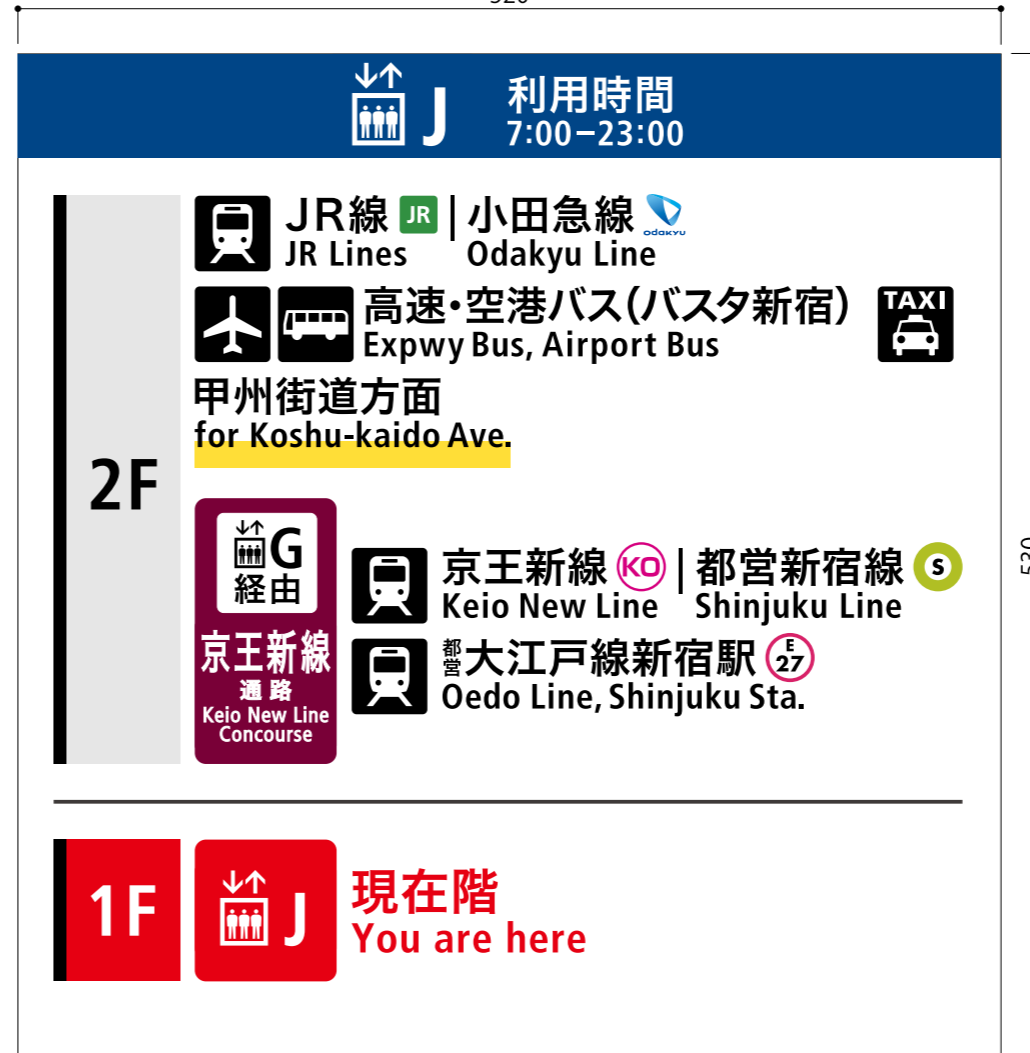 J 利用時間
7:00–23:00
JR線 JR | 小田急線
odakyu
JR Lines Odakyu Line
高速・空港バス(バスタ新宿) TAXI
Expwy Bus, Airport Bus
甲州街道方面
for Koshu-kaido Ave.
2F
G
経由
京王新線
通路
Keio New Line
Concourse
京王新線 KO | 都営新宿線 S
Keio New Line Shinjuku Line
都営大江戸線新宿駅 E 27
Oedo Line, Shinjuku Sta.
1F J 現在階
You are here